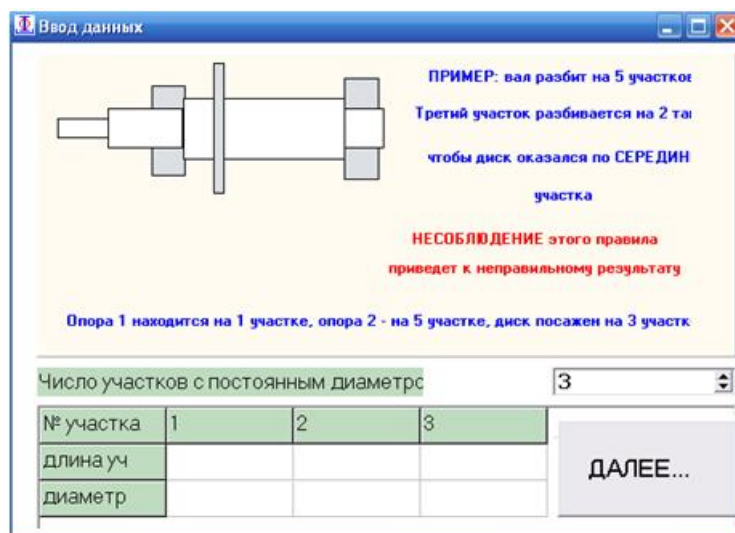 Ввод данных
ПРИМЕР: вал разбит на 5 участков
Третий участок разбивается на 2 так
чтобы диск оказался по СЕРЕДИН
участка
НЕСОБЛЮДЕНИЕ этого правила
приведет к неправильному результату
Опора 1 находится на 1 участке, опора 2 - на 5 участке, диск посажен на 3 участк
Число участков с постоянным диаметро
3
№ участка 1 2 3
длина уч
ДАЛЕЕ...
диаметр